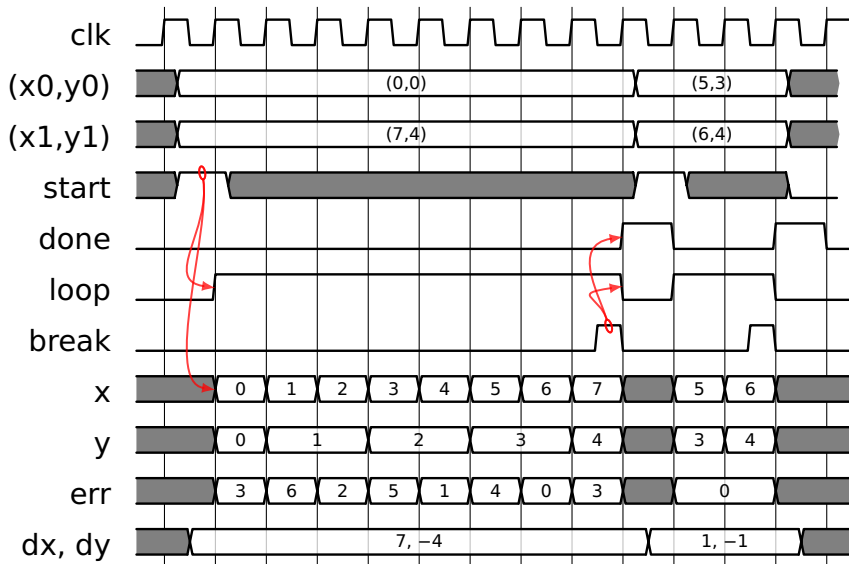 clk
(x0,y0) (0,0) (5,3)
(x1,y1) (7,4) (6,4)
start
done
loop
break
x 0 1 2 3 4 5 6 7 5 6
y 0 1 2 3 4 3 4
err 3 6 2 5 1 4 0 3 0
dx, dy 7, −4 1, −1